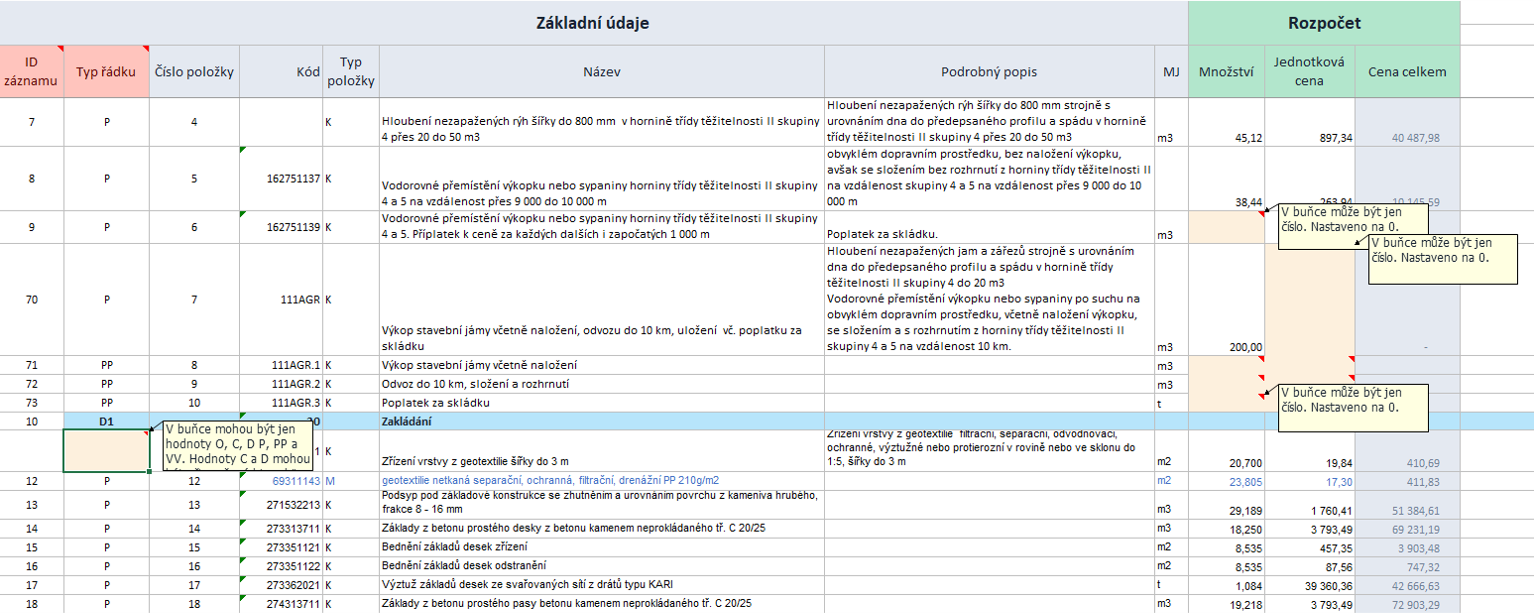 Základní údaje Rozpočet
ID záznamu Typ řádku Číslo položky Kód Typ položky Název Podrobný popis MJ Množství Jednotková cena Cena celkem
Hloubení nezapažených rýh šířky do 800 mm strojně s
7 P 4 K Hloubení nezapažených rýh šířky do 800 mm v hornině třídy těžitelnosti II skupiny urovnáním dna do předepsaného profilu a spádu v hornině
4 přes 20 do 50 m3 třídy těžitelnosti II skupiny 4 přes 20 do 50 m3 m3 45,12 897,34 40 487,98
obvyklém dopravním prostředku, bez naložení výkopku,
avšak se složením bez rozhrnutí z horniny třídy těžitelnosti II
8 P 5 162751137 K Vodorovné přemístění výkopku nebo sypaniny horniny třídy těžitelnosti II skupiny na vzdálenost skupiny 4 a 5 na vzdálenost přes 9 000 do 10
4 a 5 na vzdálenost přes 9 000 do 10 000 m 000 m m3 38,44 263,94 10 145,59
Vodorovné přemístění výkopku nebo sypaniny horniny třídy těžitelnosti II skupiny
9 P 6 162751139 K 4 a 5. Příplatek k ceně za každých dalších i započatých 1 000 m Poplatek za skládku. m3
V buňce může být jen
číslo. Nastaveno na 0.
V buňce může být jen
číslo. Nastaveno na 0.
Hloubení nezapažených jam a zářezů strojně s urovnáním
dna do předepsaného profilu a spádu v hornině třídy
těžitelnosti II skupiny 4 do 20 m3
70 P 7 111AGR K Vodorovné přemístění výkopku nebo sypaniny po suchu na
obvyklém dopravním prostředku, včetně naložení výkopku,
Výkop stavební jámy včetně naložení, odvozu do 10 km, uložení vč. poplatku za se složením a s rozhrnutím z horniny třídy těžitelnosti II
skládku skupiny 4 a 5 na vzdálenost 10 km. m3 200,00 -
71 PP 8 111AGR.1 K Výkop stavební jámy včetně naložení m3
72 PP 9 111AGR.2 K Odvoz do 10 km, složení a rozhrnutí m3
73 PP 10 111AGR.3 K Poplatek za skládku t
V buňce může být jen
číslo. Nastaveno na 0.
10 D1 Zakládání
V buňce mohou být jen
hodnoty O, C, D P, PP a
VV. Hodnoty C a D mohou
Zřízení vrstvy z geotextilie filtrační, separační, odvodňovací,
1 K ochranné, výztužné nebo protierozní v rovině nebo ve sklonu do
Zřízení vrstvy z geotextilie šířky do 3 m 1:5, šířky do 3 m m2 20,700 19,84 410,69
12 P 12 69311143 M geotextilie netkaná separační, ochranná, filtrační, drenážní PP 210g/m2 m2 23,805 17,30 411,83
Podsyp pod základové konstrukce se zhutněním a urovnáním povrchu z kameniva hrubého,
13 P 13 271532213 K frakce 8 - 16 mm m3 29,189 1 760,41 51 384,61
14 P 14 273313711 K Základy z betonu prostého desky z betonu kamenem neprokládaného tř. C 20/25 m3 18,250 3 793,49 69 231,19
15 P 15 273351121 K Bednění základů desek zřízení m2 8,535 457,35 3 903,48
16 P 16 273351122 K Bednění základů desek odstranění m2 8,535 87,56 747,32
17 P 17 273362021 K Výztuž základů desek ze svařovaných sítí z drátů typu KARI t 1,084 39 360,36 42 666,63
18 P 18 274313711 K Základy z betonu prostého pasy betonu kamenem neprokládaného tř. C 20/25 m3 19,218 3 793,49 72 903,29